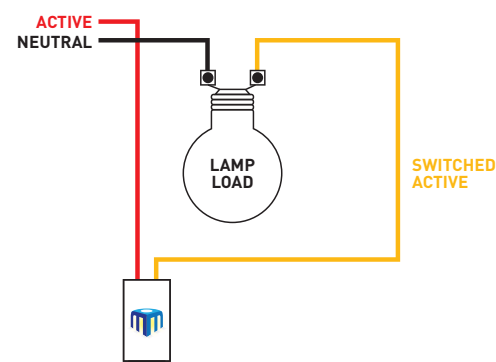 ACTIVE
NEUTRAL
LAMP
LOAD
SWITCHED
ACTIVE